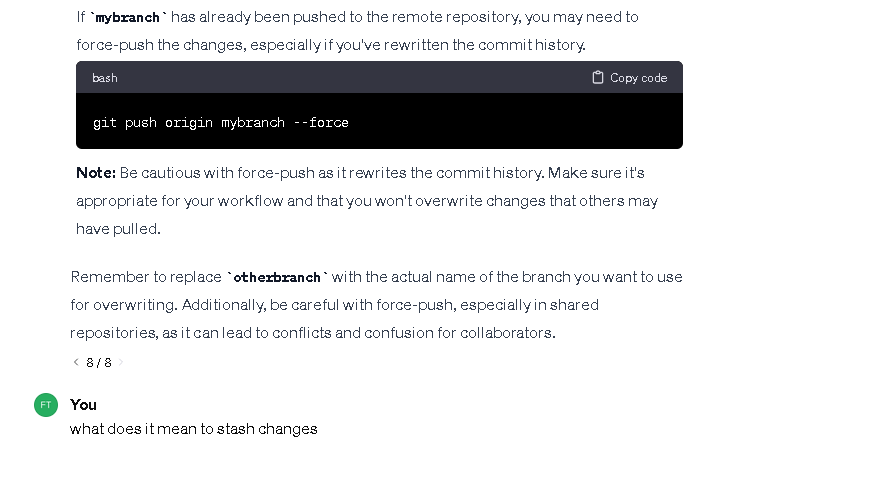 If `mybranch` has already been pushed to the remote repository, you may need to
force-push the changes, especially if you've rewritten the commit history.
bash
Copy code
git push origin mybranch --force
Note: Be cautious with force-push as it rewrites the commit history. Make sure it's
appropriate for your workflow and that you won't overwrite changes that others may
have pulled.
Remember to replace `otherbranch` with the actual name of the branch you want to use
for overwriting. Additionally, be careful with force-push, especially in shared
repositories, as it can lead to conflicts and confusion for collaborators.
< 8 / 8 >
FT
You
what does it mean to stash changes